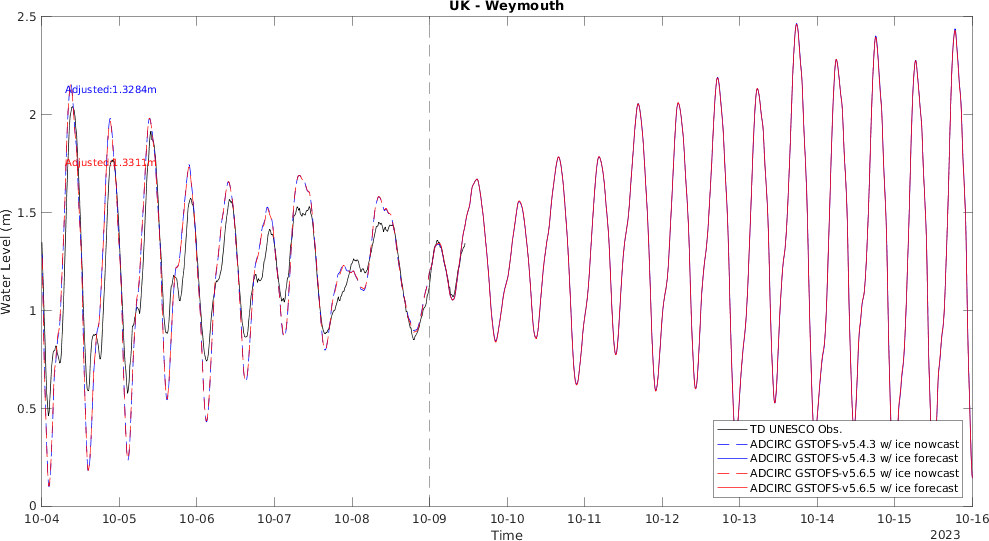 UK - Weymouth
2.5
2
1.5
1
0.5
0
Water Level (m)
Adjusted:1.3284m
Adjusted:1.3311m
TD UNESCO Obs.
ADCIRC GSTOFS-v5.4.3 w/ ice nowcast
ADCIRC GSTOFS-v5.4.3 w/ ice forecast
ADCIRC GSTOFS-v5.6.5 w/ ice nowcast
ADCIRC GSTOFS-v5.6.5 w/ ice forecast
10-04 10-05 10-06 10-07 10-08 10-09 10-10 10-11 10-12 10-13 10-14 10-15 10-16
Time
2023